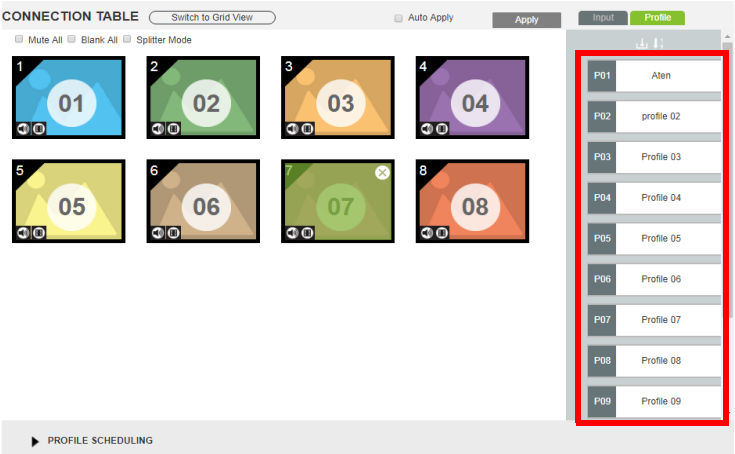 CONNECTION TABLE Switch to Grid View Auto Apply Apply Input Profile
Mute All Blank All Splitter Mode
1 2 3 4
01 02 03 04
5 6 7 8
05 06 07 08
P01 Aten
P02 profile 02
P03 Profile 03
P04 Profile 04
P05 Profile 05
P06 Profile 06
P07 Profile 07
P08 Profile 08
P09 Profile 09
PROFILE SCHEDULING